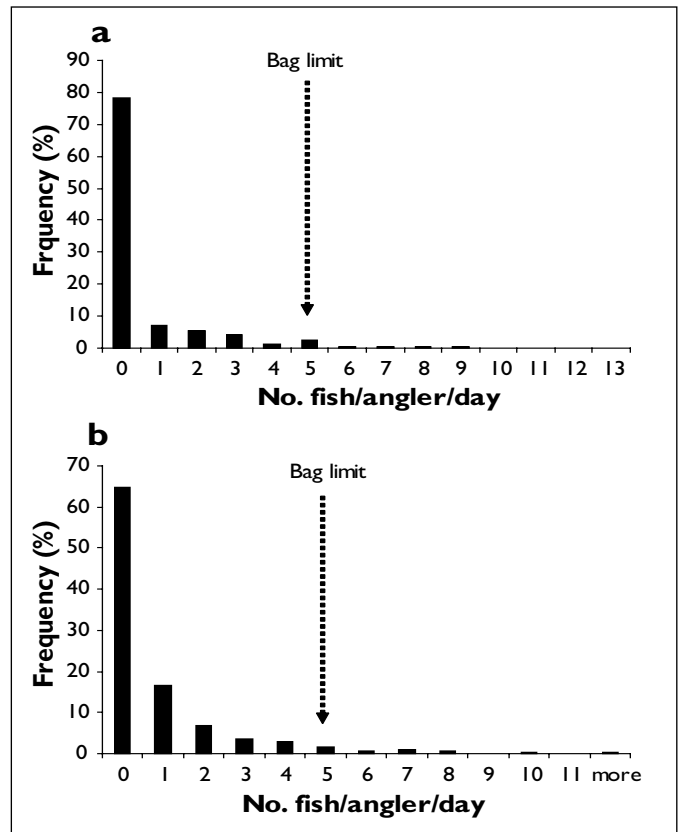 a
Bag limit
90
80
70
60
50
40
30
20
10
0
Frquency (%)
0 1 2 3 4 5 6 7 8 9 10 11 12 13
No. fish/angler/day
b
Bag limit
70
60
50
40
30
20
10
0
Frequency (%)
0 1 2 3 4 5 6 7 8 9 10 11 more
No. fish/angler/day